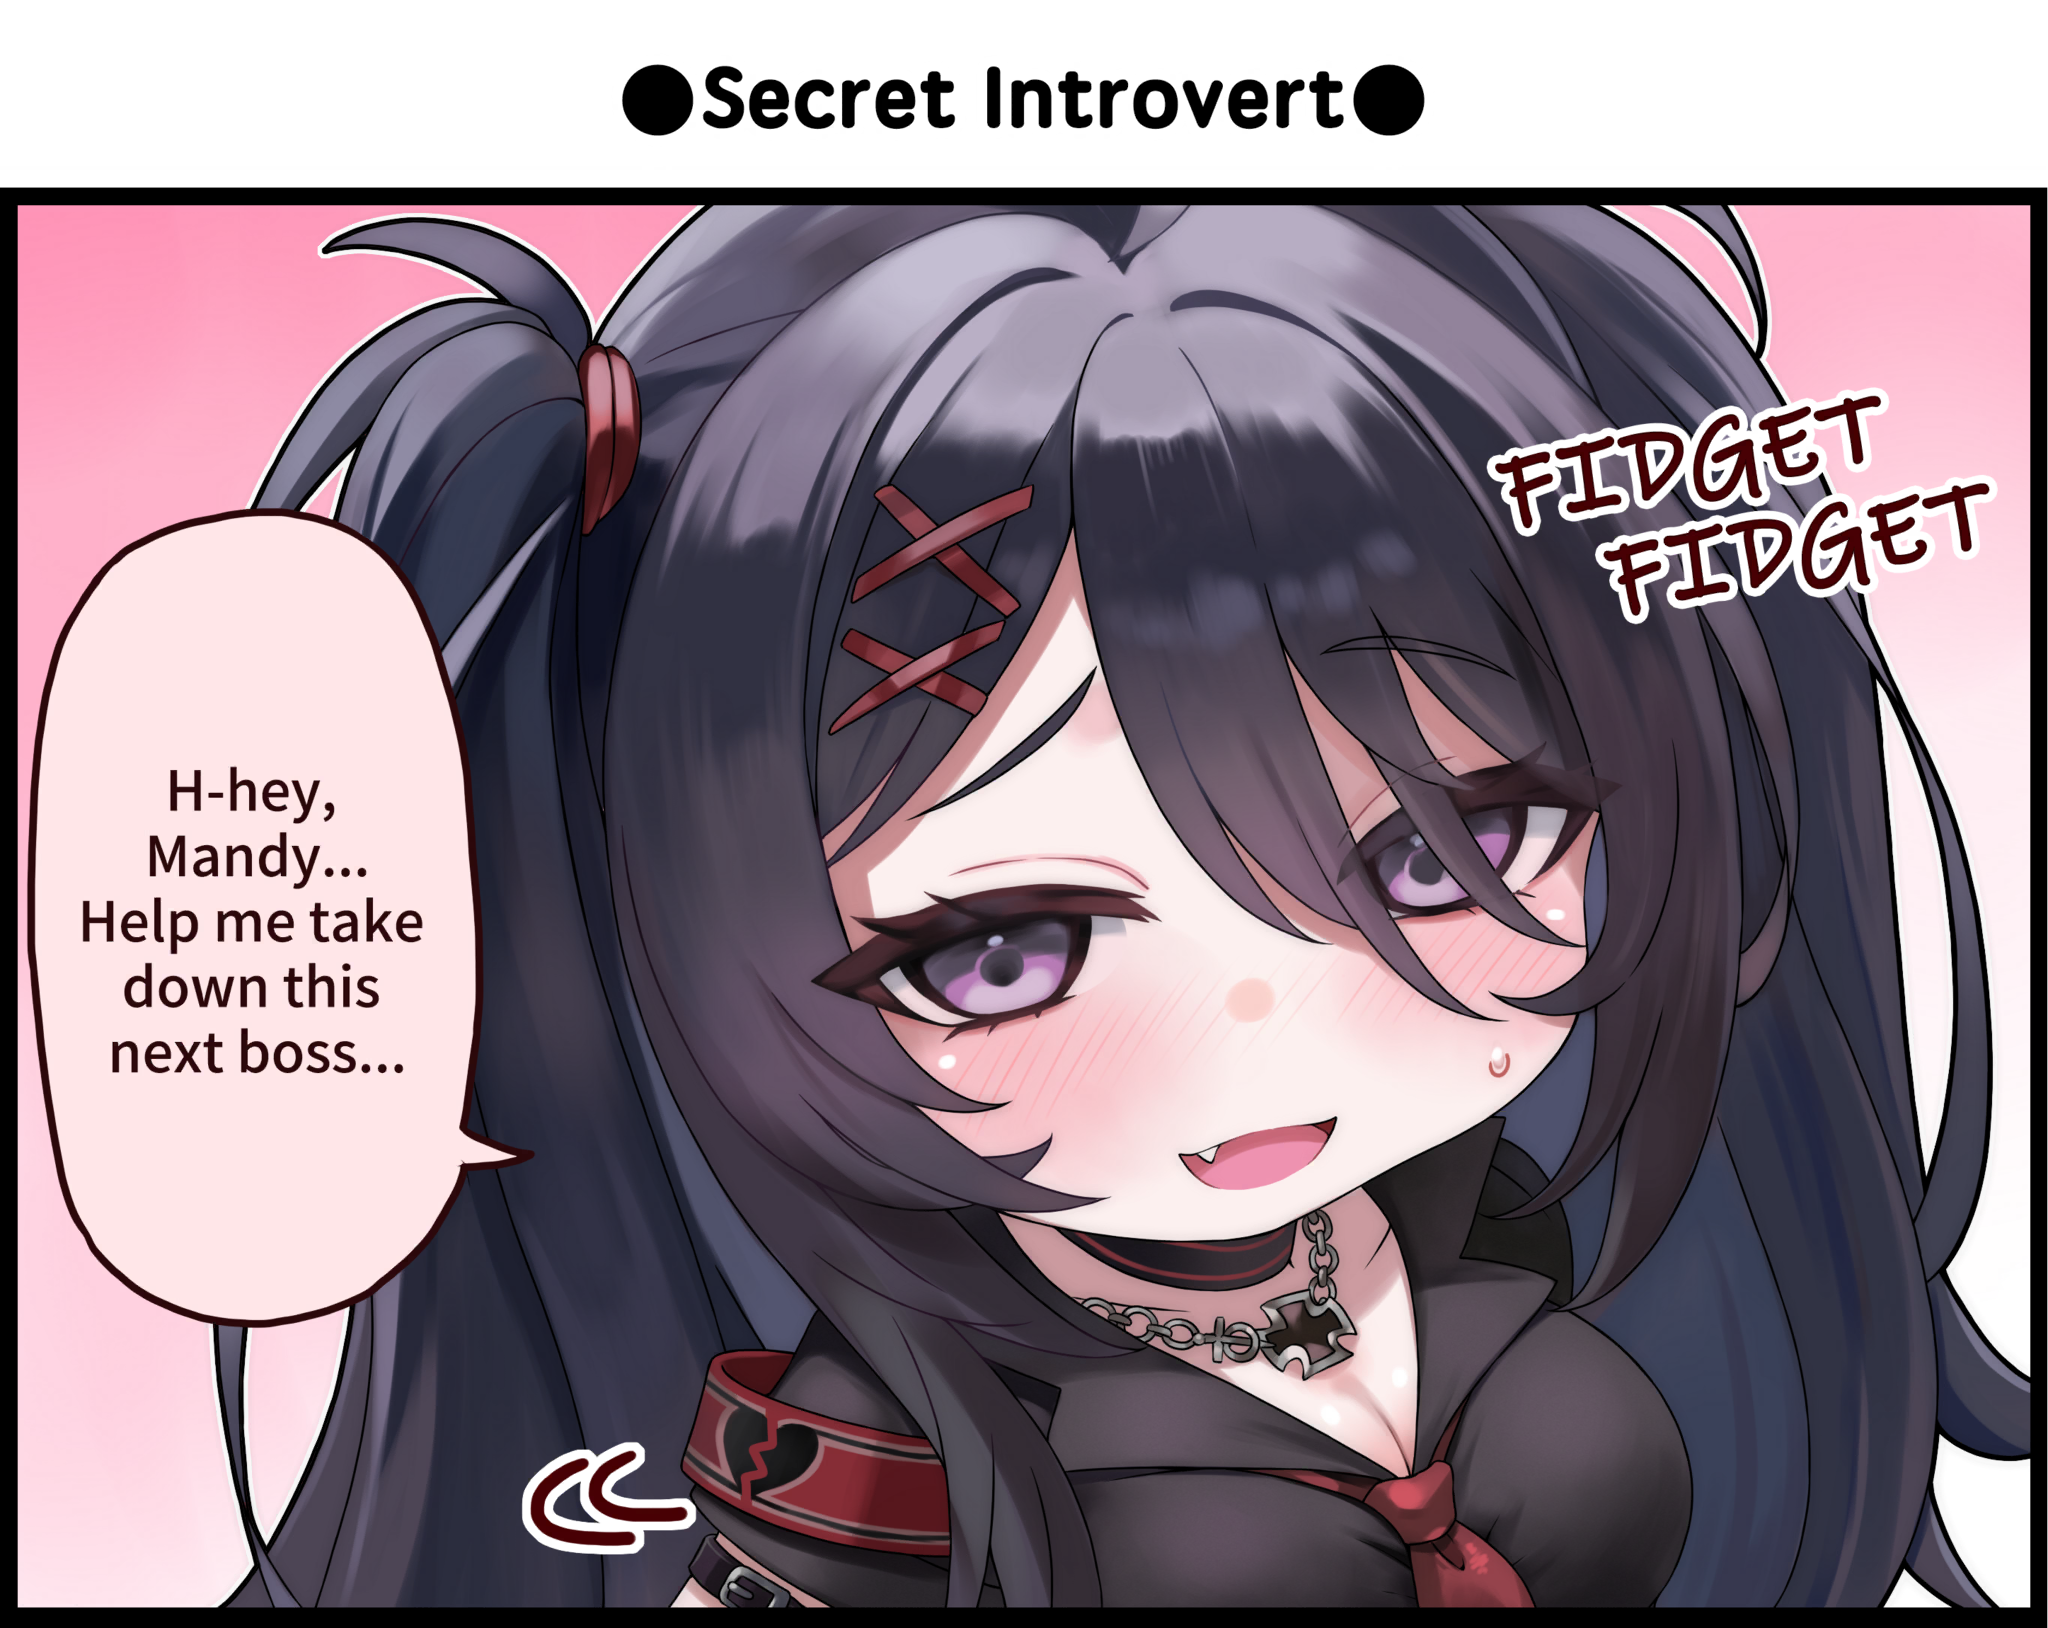 ●Secret Introvert●
FIDGET
FIDGET
H-hey,
Mandy...
Help me take
down this
next boss...